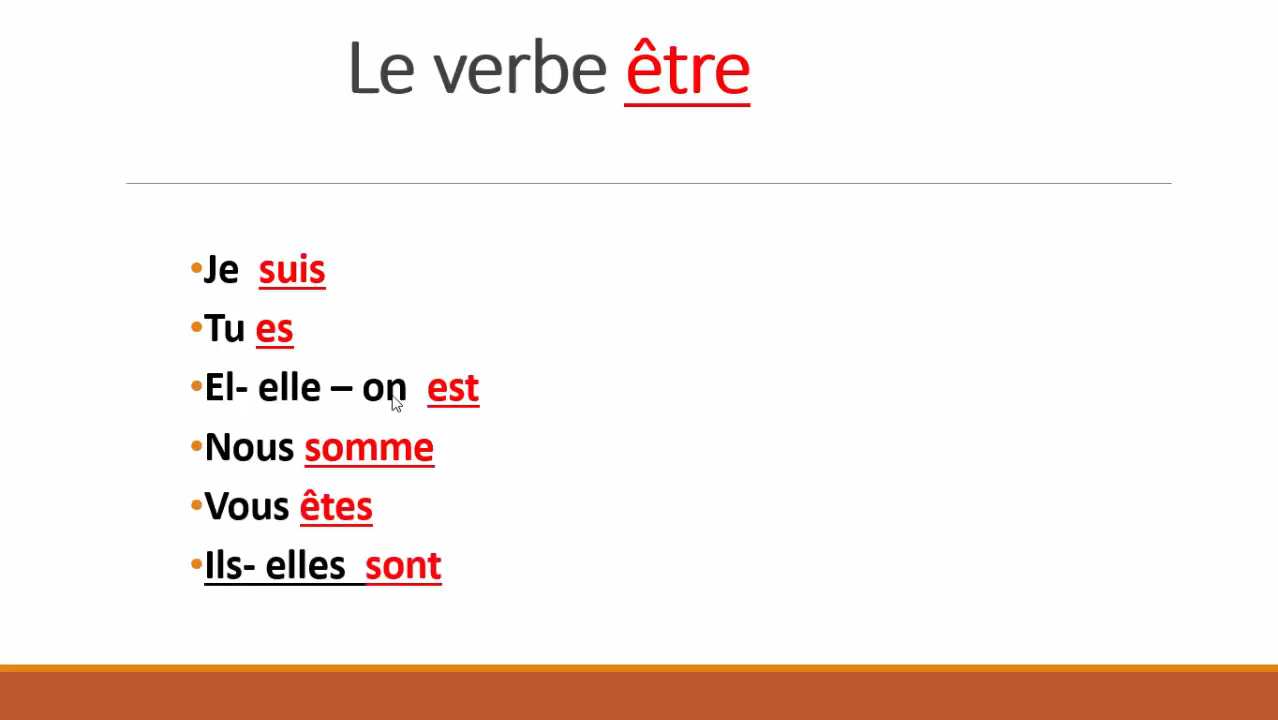 Le verbe être
•Je suis
•Tu es
•El- elle – on est
•Nous somme
•Vous êtes
•Ils- elles sont